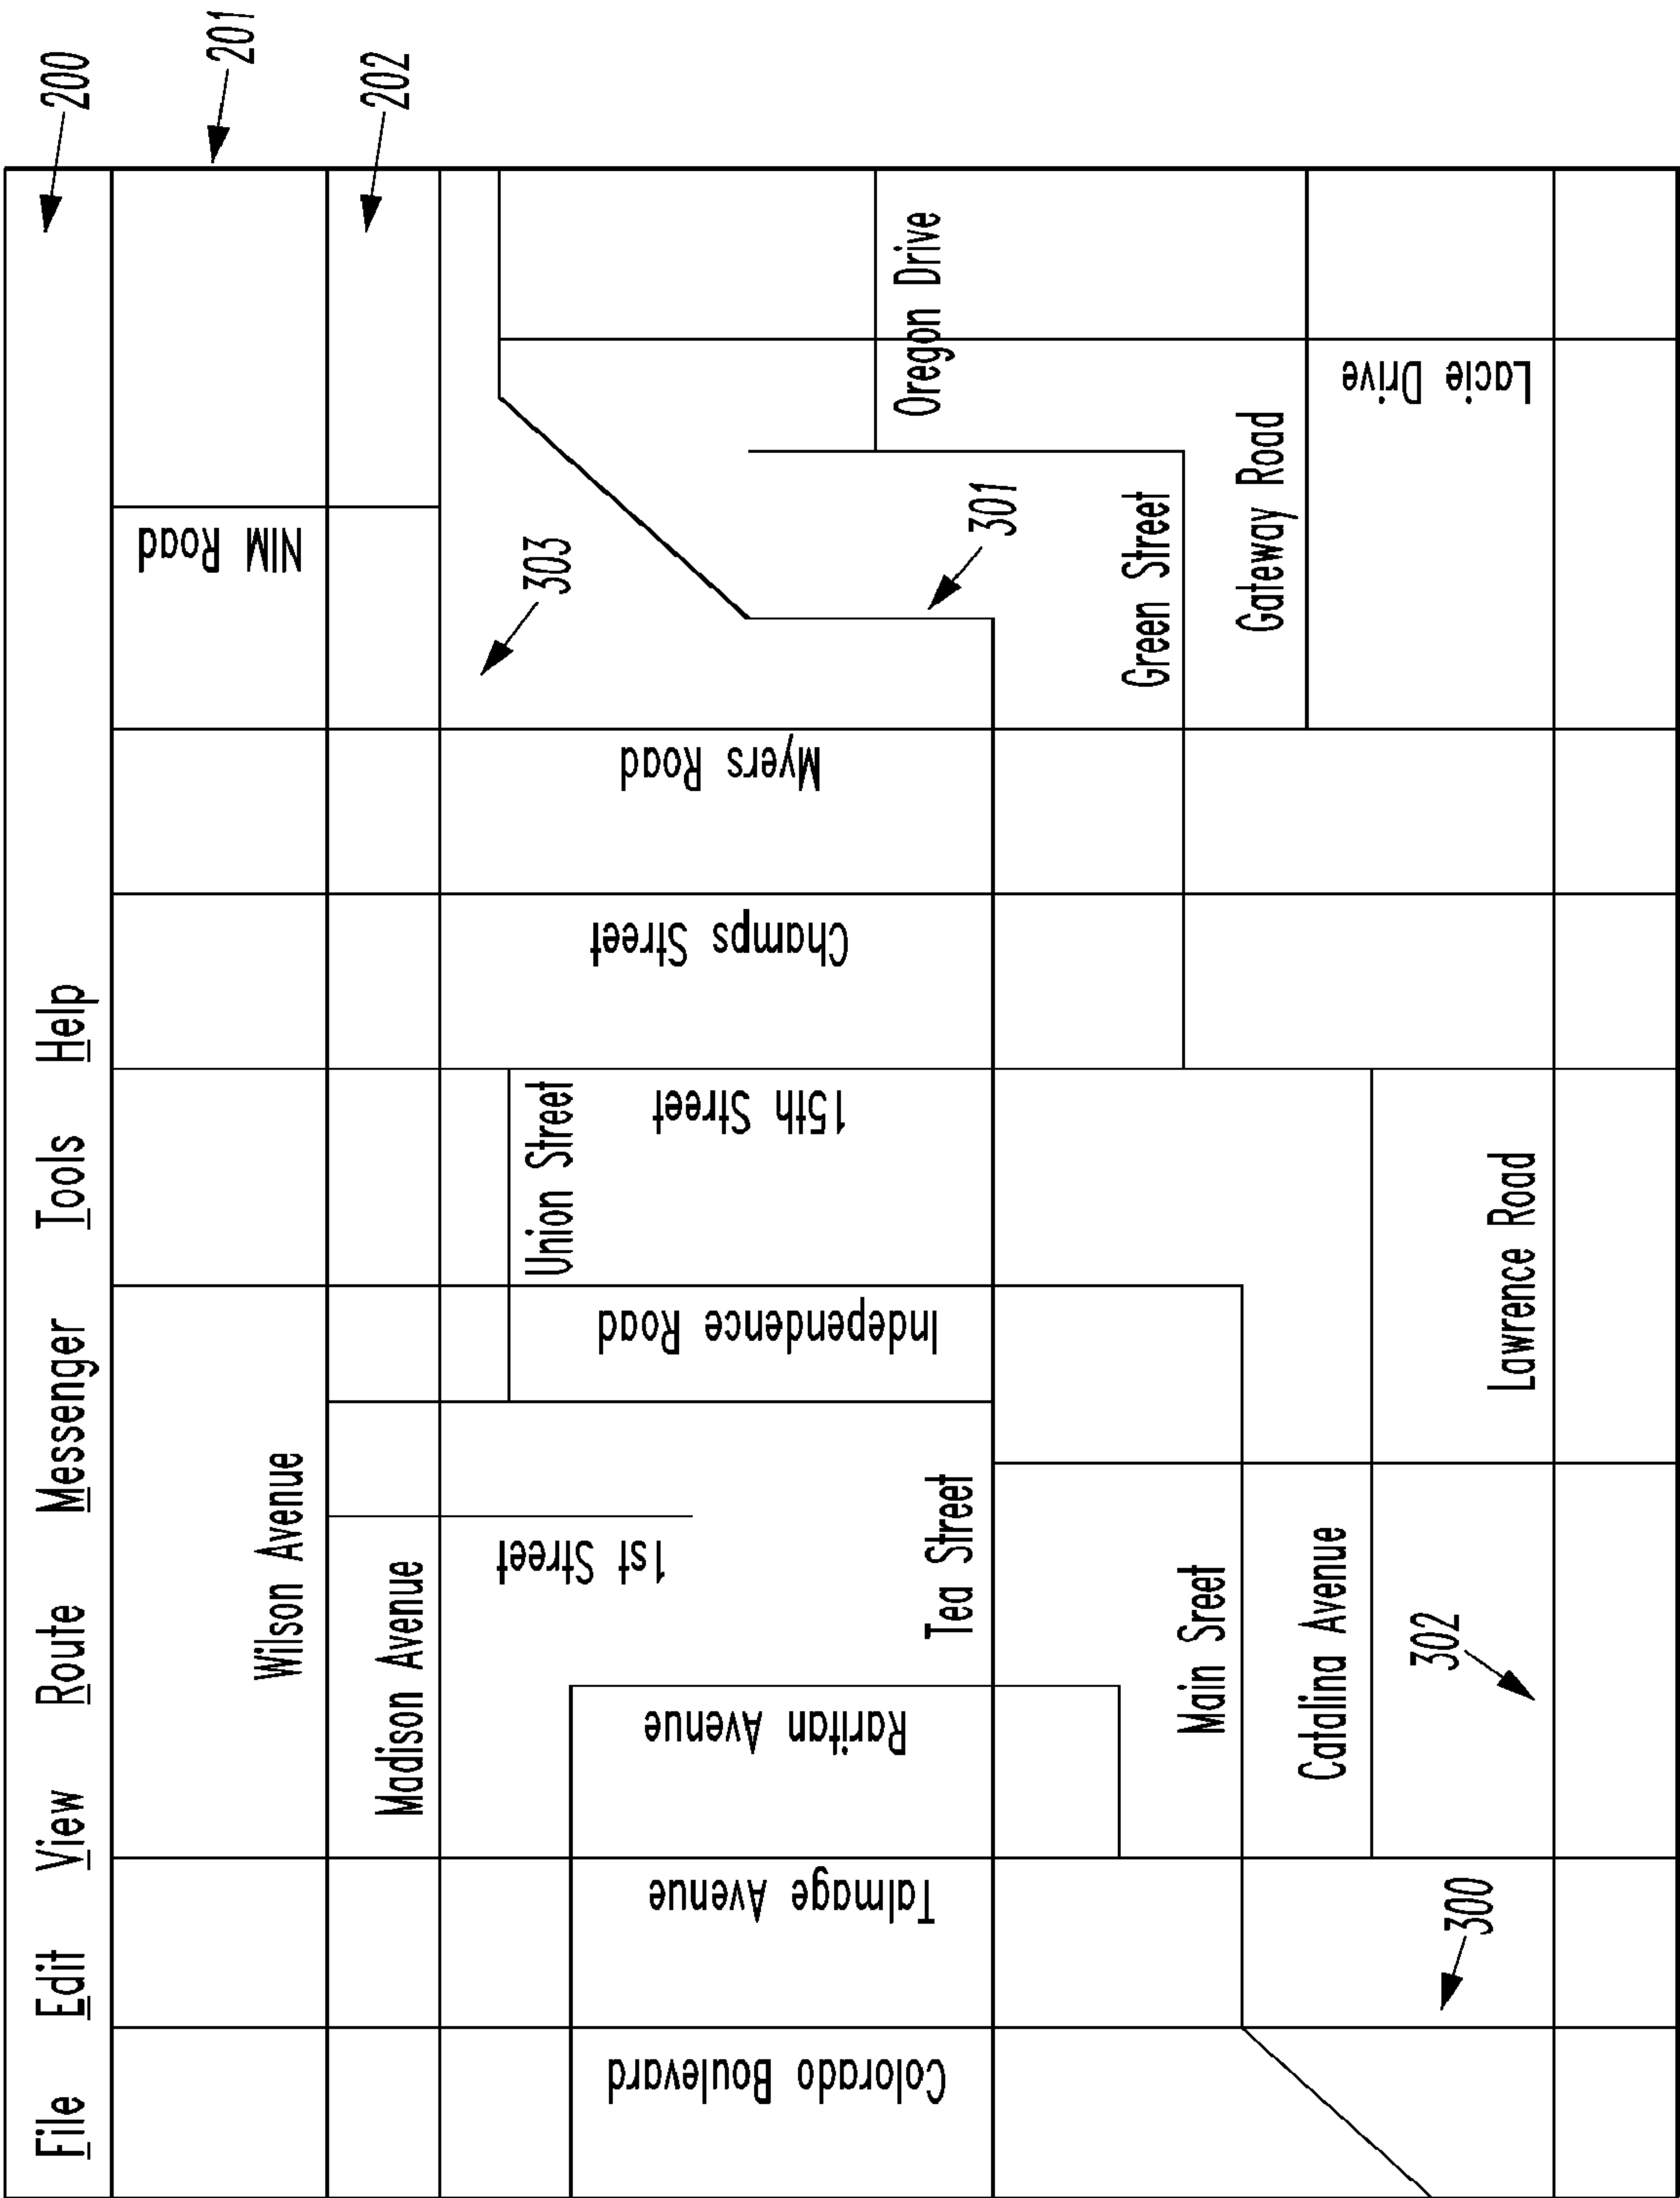 File Edit View Route Messenger Tools Help
200
201
202
Wilson Avenue
NIM Road
Madison Avenue
303
1st Street
Union Street
Raritan Avenue
Talmage Avenue
Colorado Boulevard
Independence Road
15th Street
Champs Street
Myers Road
Oregon Drive
301
Tea Street
Green Street
Main Sreet
Gateway Road
Catalina Avenue
Lacie Drive
302
300
Lawrence Road